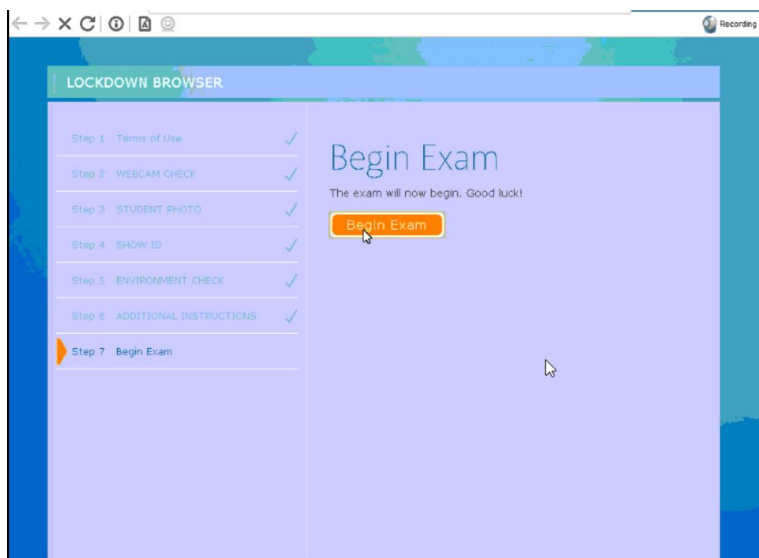 Recording
LOCKDOWN BROWSER
Step 1 Terms of Use
Step 2 WEBCAM CHECK
Step 3 STUDENT PHOTO
Step 4 SHOW ID
Step 5 ENVIRONMENT CHECK
Step 6 ADDITIONAL INSTRUCTIONS
Step 7 Begin Exam
Begin Exam
The exam will now begin. Good luck!
Begin Exam